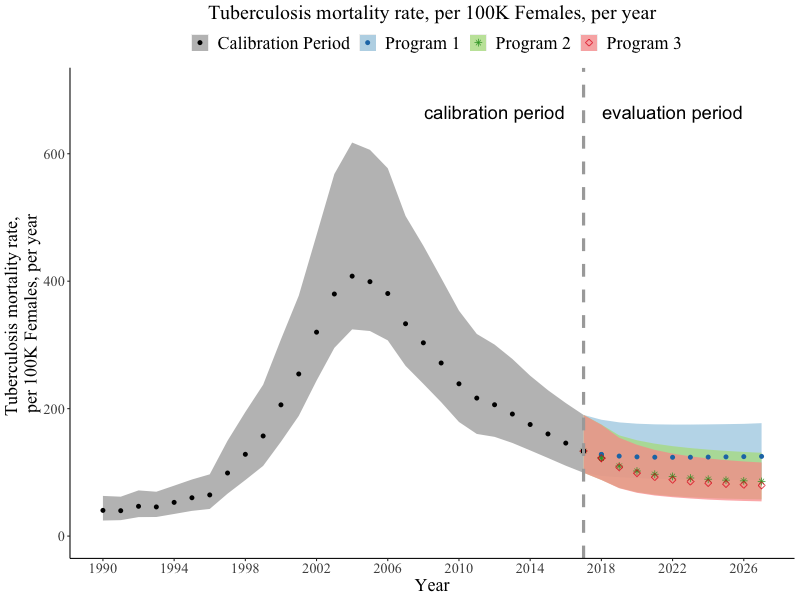 Tuberculosis mortality rate, per 100K Females, per year
Calibration Period Program 1 Program 2 Program 3
calibration period evaluation period
Tuberculosis mortality rate,
per 100K Females, per year
600
400
200
0
1990 1994 1998 2002 2006 2010 2014 2018 2022 2026
Year